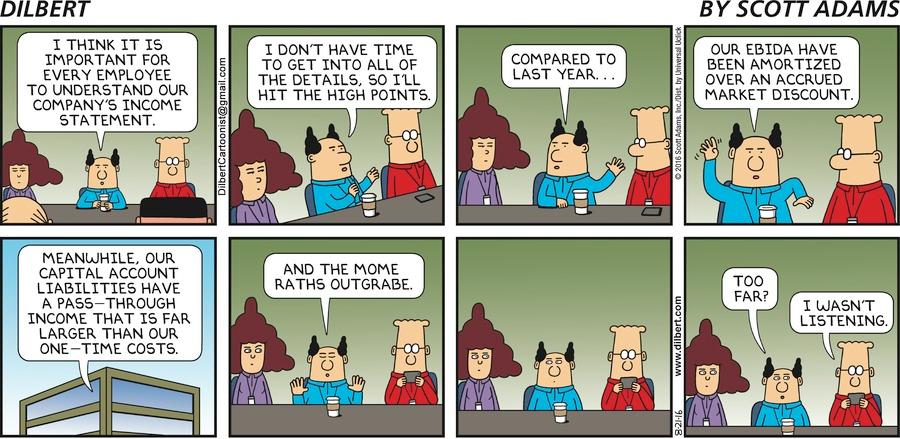 DILBERT
BY SCOTT ADAMS
I THINK IT IS
IMPORTANT FOR
EVERY EMPLOYEE
TO UNDERSTAND OUR
COMPANY'S INCOME
STATEMENT.
DilbertCartoonist@gmail.com
I DON'T HAVE TIME
TO GET INTO ALL OF
THE DETAILS, SO I'LL
HIT THE HIGH POINTS.
COMPARED TO
LAST YEAR...
© 2016 Scott Adams, Inc./Dist. by Universal Uclick
OUR EBIDA HAVE
BEEN AMORTIZED
OVER AN ACCRUED
MARKET DISCOUNT.
MEANWHILE, OUR
CAPITAL ACCOUNT
LIABILITIES HAVE
A PASS-THROUGH
INCOME THAT IS FAR
LARGER THAN OUR
ONE-TIME COSTS.
AND THE MOME
RATHS OUTGRABE.
www.dilbert.com
8-21-16
TOO
FAR?
I WASN'T
LISTENING.